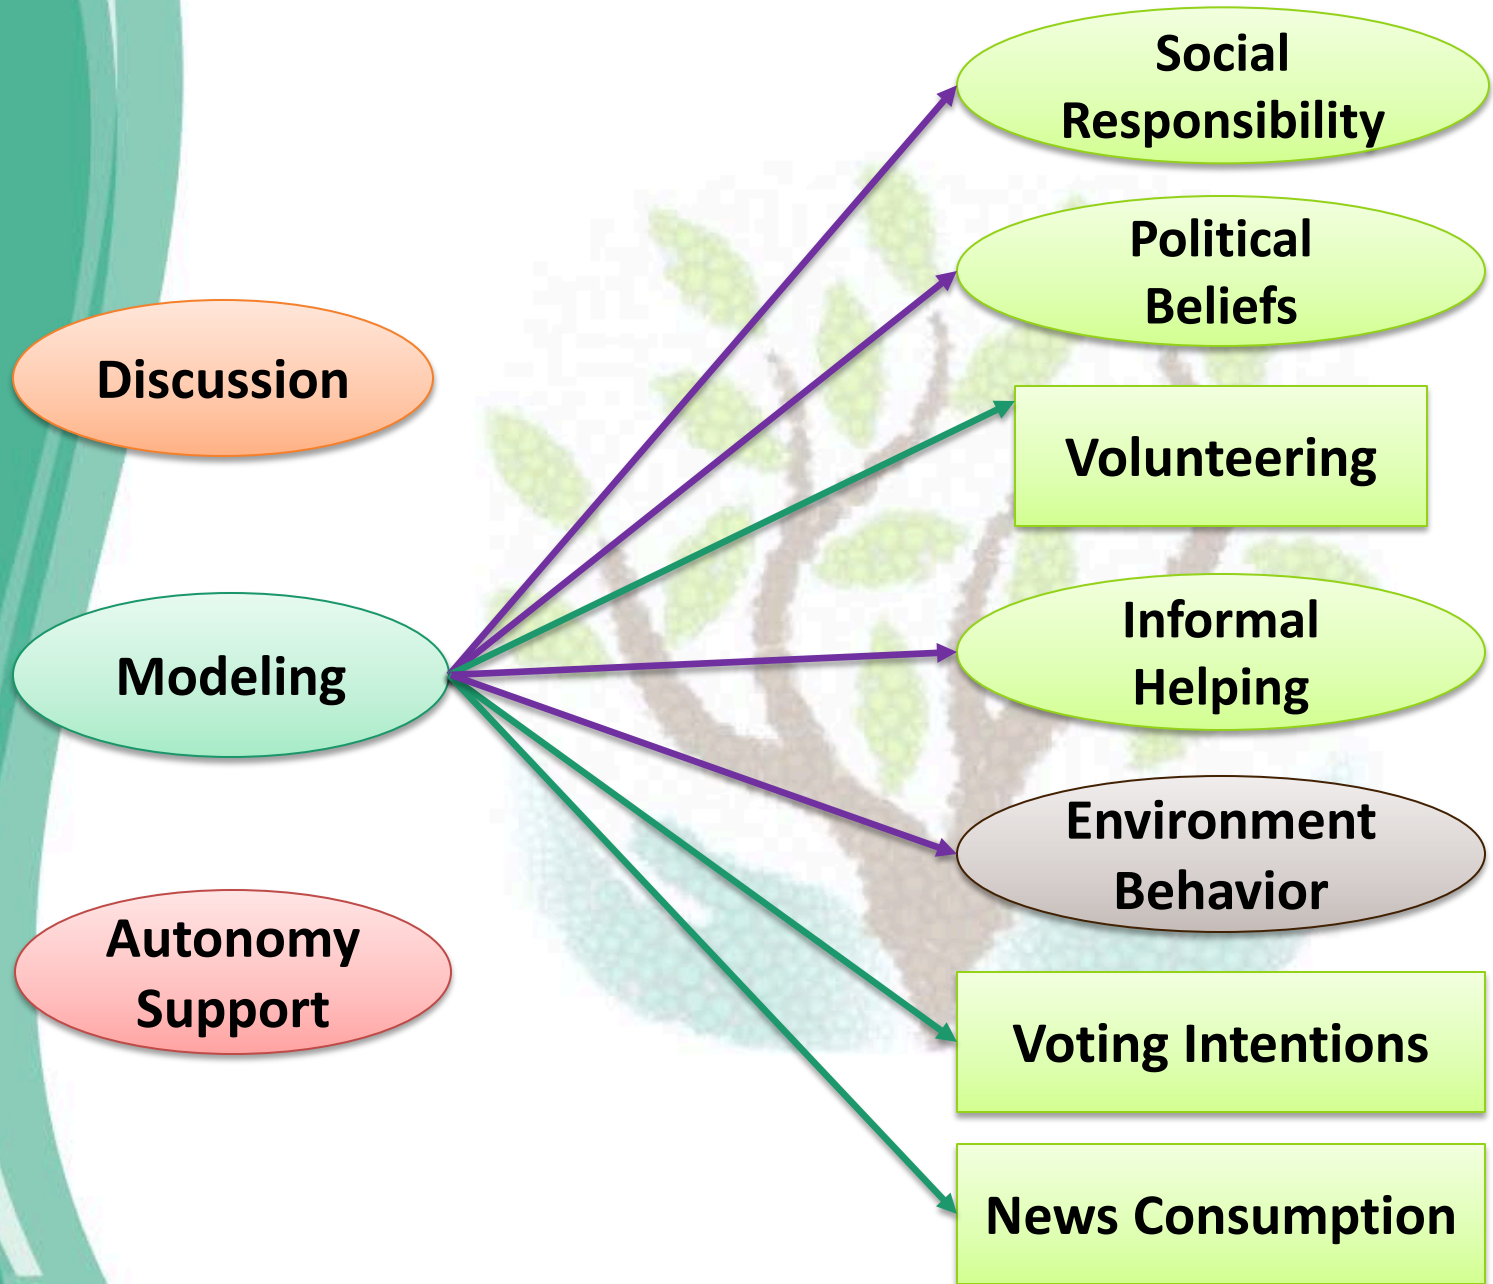 Social
Responsibility
Political
Beliefs
Discussion
Volunteering
Informal
Helping
Modeling
Environment
Behavior
Autonomy
Support
Voting Intentions
News Consumption